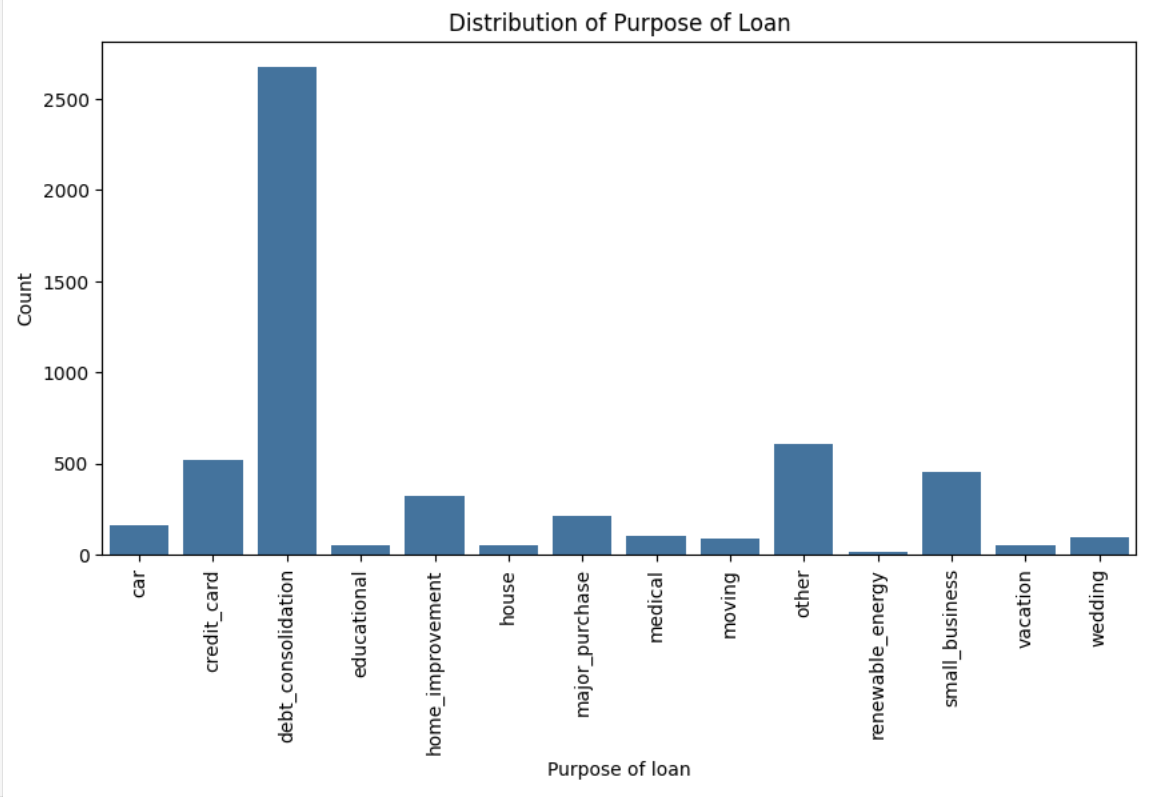 Distribution of Purpose of Loan
Count
2500
2000
1500
1000
500
0
car
credit_card
debt_consolidation
educational
home_improvement
house
major_purchase
medical
moving
other
renewable_energy
small_business
vacation
wedding
Purpose of loan